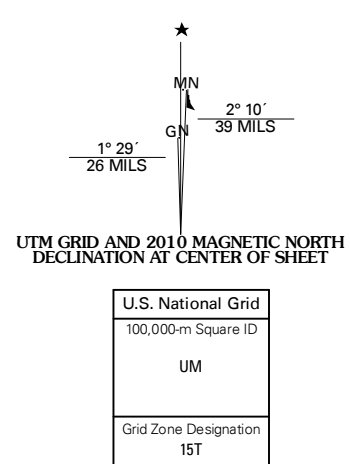 ★
MN
2° 10´
39 MILS
GN
1° 29´
26 MILS
UTM GRID AND 2010 MAGNETIC NORTH
DECLINATION AT CENTER OF SHEET
U.S. National Grid
100,000-m Square ID
UM
Grid Zone Designation
15T